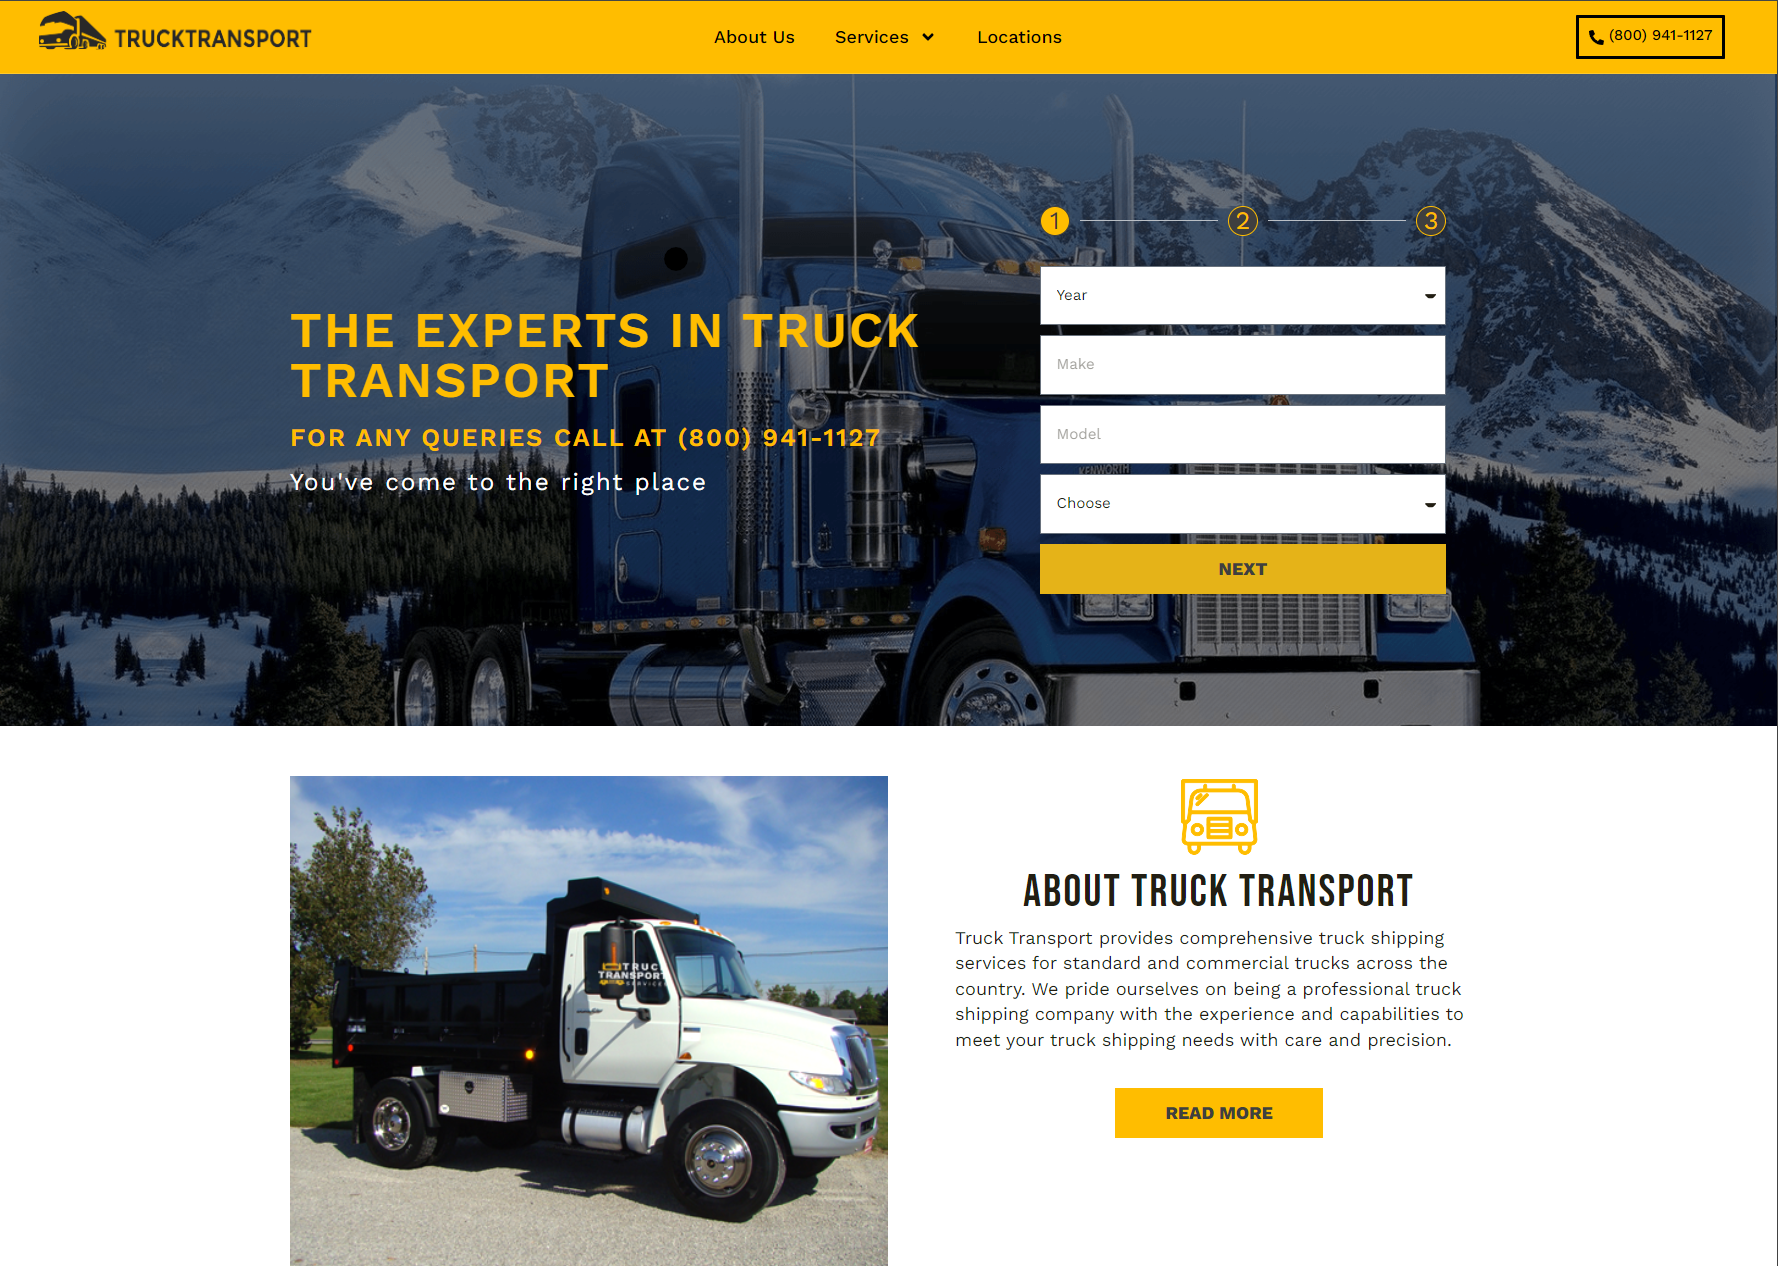 TRUCKTRANSPORT
About Us
Services
Locations
(800) 941-1127
1
2
3
THE EXPERTS IN TRUCK
TRANSPORT
FOR ANY QUERIES CALL AT (800) 941-1127
You've come to the right place
Year
Make
Model
Choose
NEXT
KENWORTH
TRUC
TRANSPORT
SERVICE
ABOUT TRUCK TRANSPORT
Truck Transport provides comprehensive truck shipping
services for standard and commercial trucks across the
country. We pride ourselves on being a professional truck
shipping company with the experience and capabilities to
meet your truck shipping needs with care and precision.
READ MORE